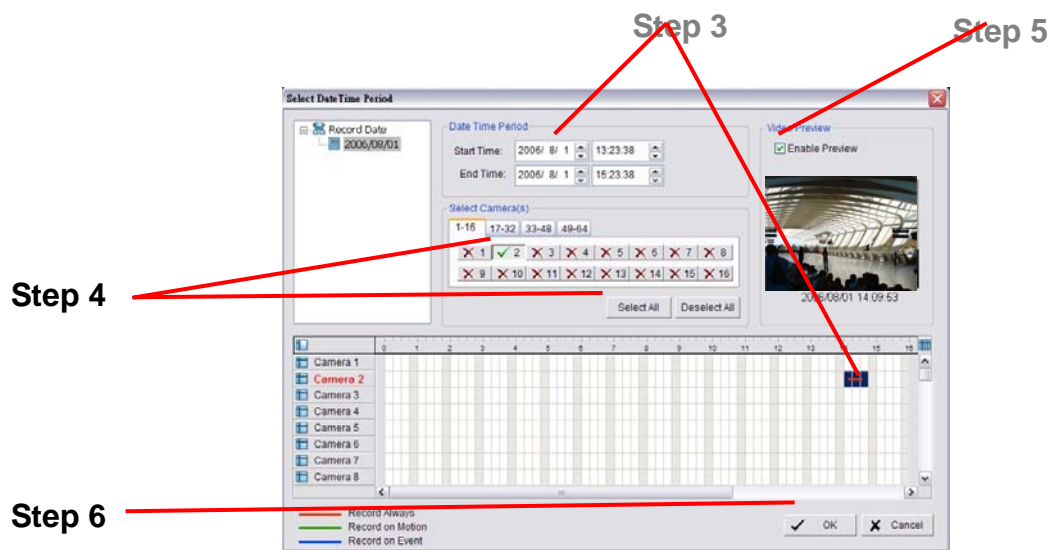 Step 3
Step 5
Select DateTime Period
Record Date
2006/08/01
Date Time Period
Start Time: 2006/ 8/ 1 13:23:38
End Time: 2006/ 8/ 1 15:23:38
Video Preview
Enable Preview
2006/08/01 14:09:53
Select Camera(s)
1-16 17-32 33-48 49-64
1 2 3 4 5 6 7 8
9 10 11 12 13 14 15 16
Select All Deselect All
Step 4
0 1 2 3 4 5 6 7 8 9 10 11 12 13 14 15 16
Camera 1
Camera 2
Camera 3
Camera 4
Camera 5
Camera 6
Camera 7
Camera 8
Step 6
Record Always
Record on Motion
Record on Event
OK Cancel